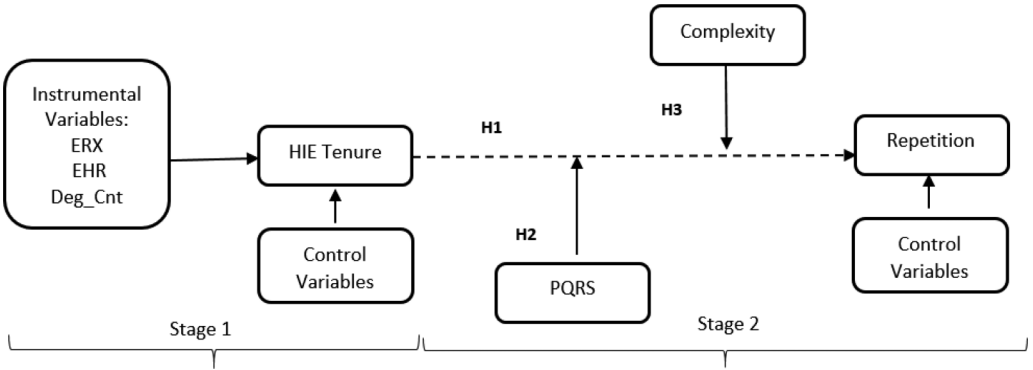 Complexity
Instrumental
Variables:
ERX
EHR
Deg_Cnt
HIE Tenure
H1
H3
Repetition
Control
Variables
H2
PQRS
Control
Variables
Stage 1
Stage 2